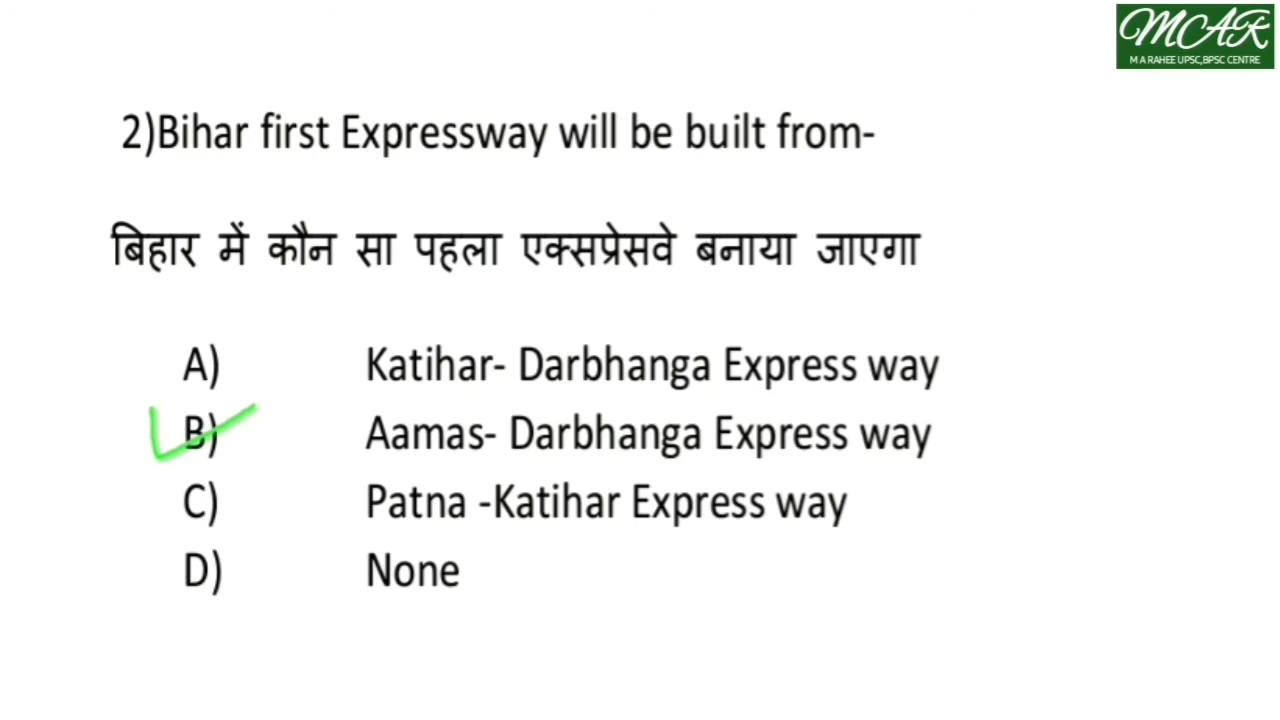 MCAR
M A RAHEE UPSC,BPSC CENTRE
2)Bihar first Expressway will be built from-
बिहार में कौन सा पहला एक्सप्रेसवे बनाया जाएगा
A) Katihar- Darbhanga Express way
B) Aamas- Darbhanga Express way
C) Patna -Katihar Express way
D) None